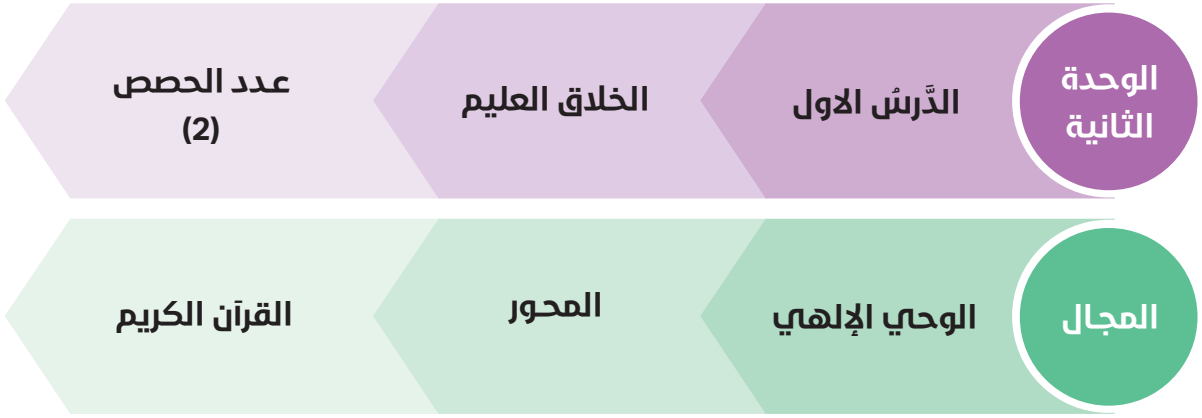 الوحدة
الثانية
الدَّرسُ الاول
الخلاق العليم
عدد الحصص
(2)
المجال
الوحي الإلهي
المحور
القرآن الكريم